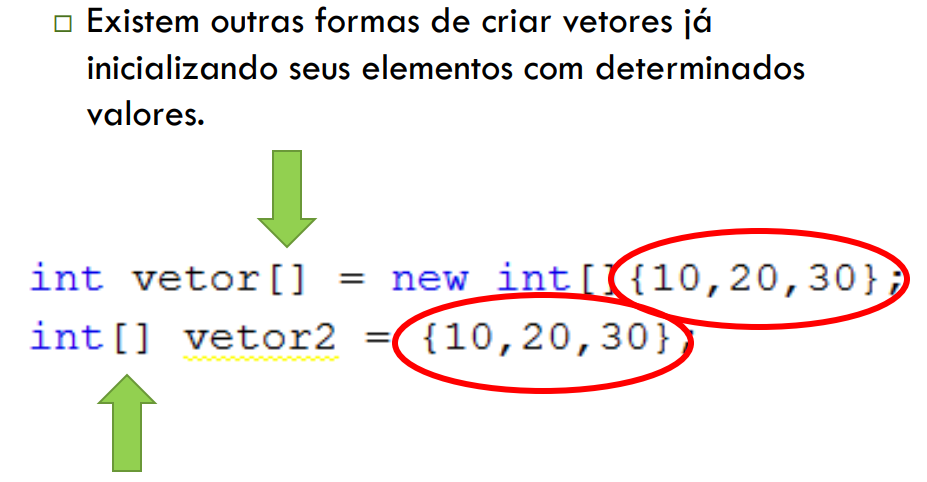 Existem outras formas de criar vetores já
inicializando seus elementos com determinados
valores.
int vetor[] = new int[]{10,20,30};
int[] vetor2 = {10,20,30};